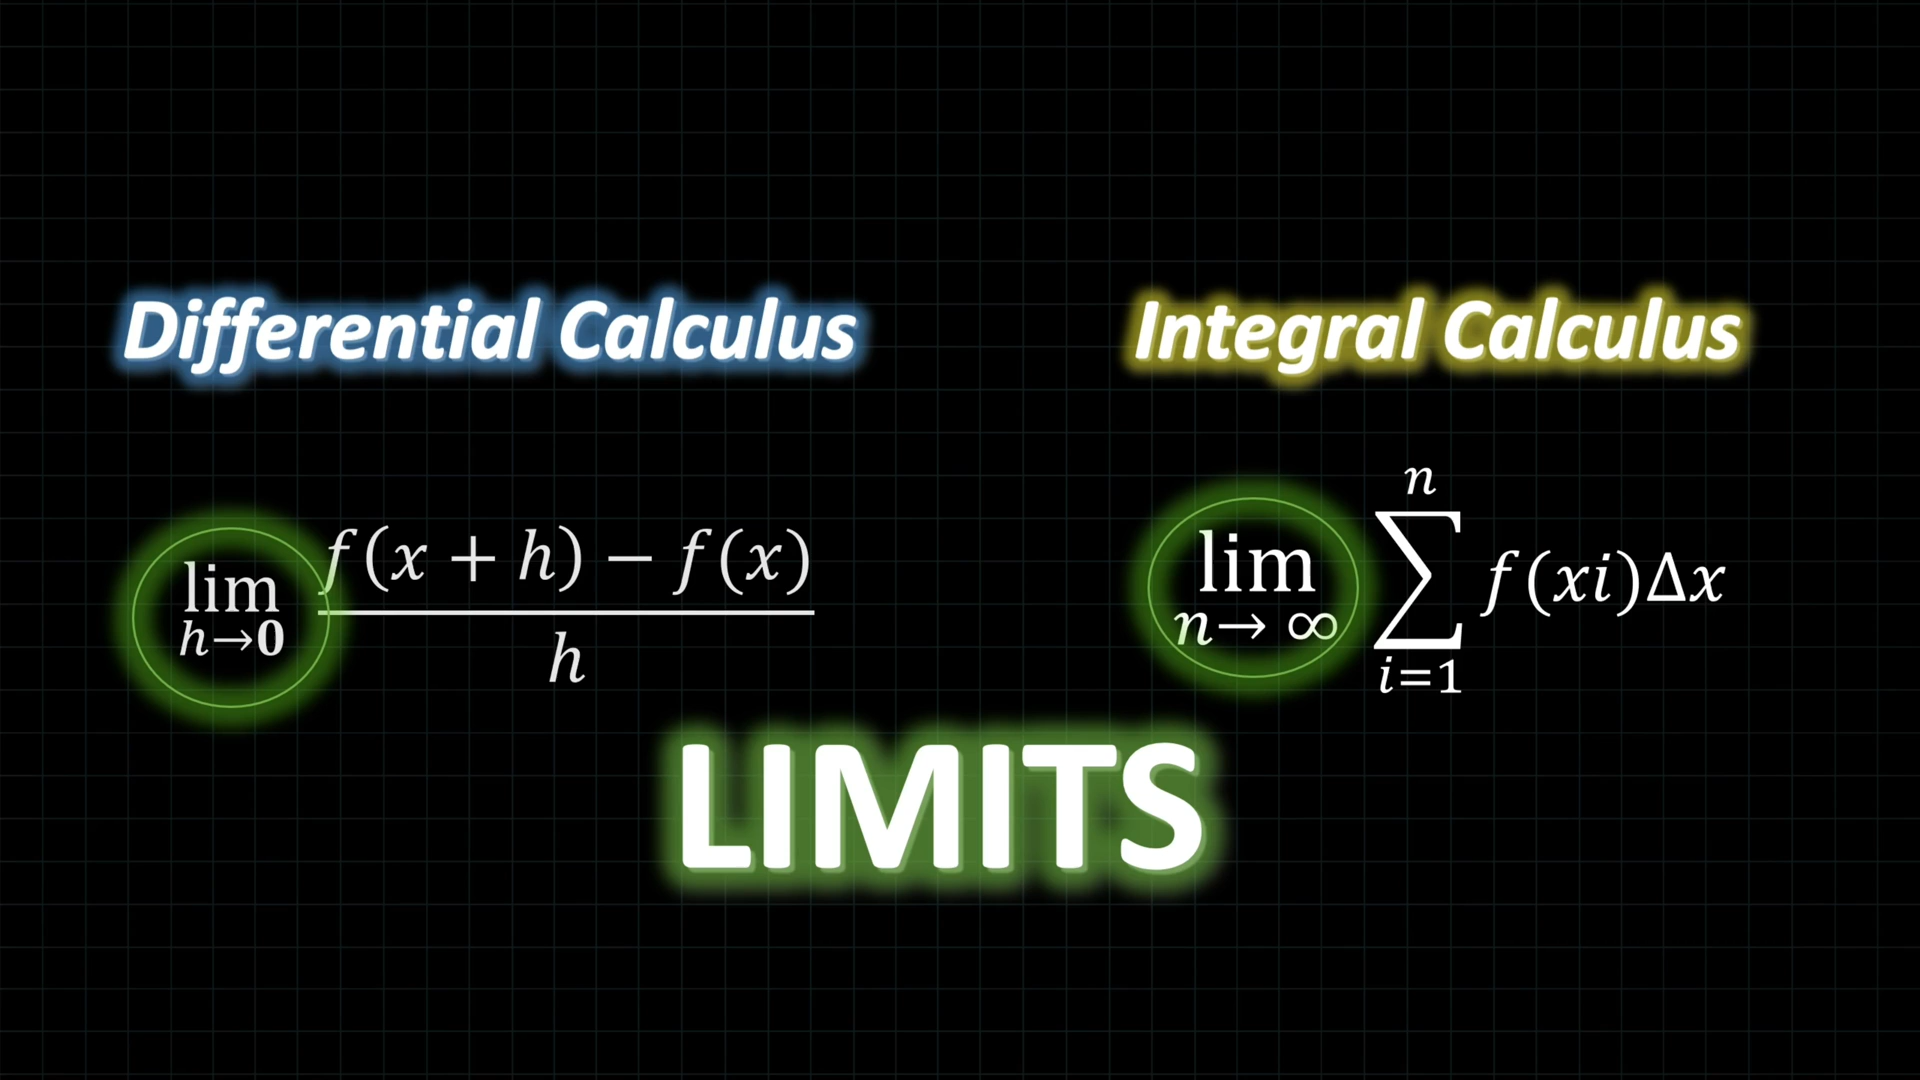 Differential Calculus
Integral Calculus
lim h→0 f(x + h) − f(x) / h
lim n→ ∞ n ∑ i=1 f(xi)Δx
LIMITS